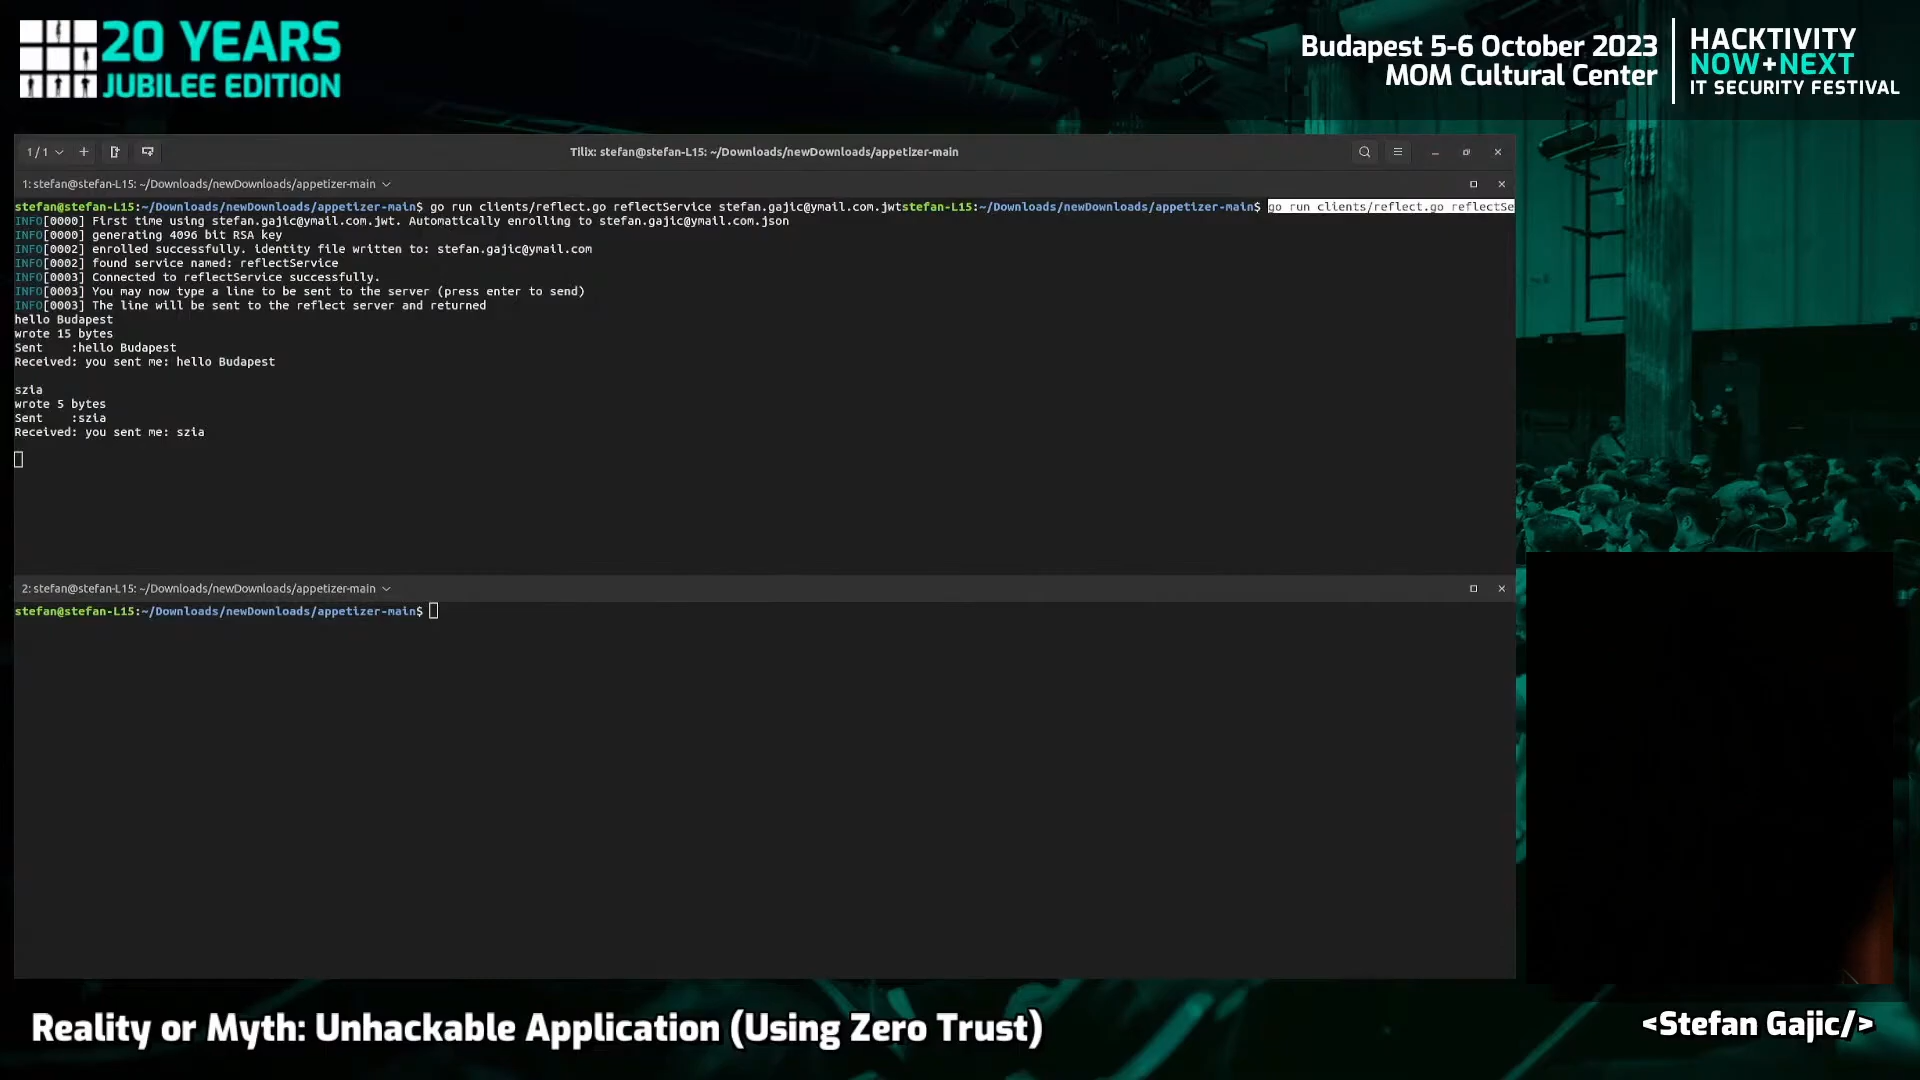 20 YEARS
JUBILEE EDITION
Budapest 5-6 October 2023
MOM Cultural Center
HACKTIVITY
NOW+NEXT
IT SECURITY FESTIVAL
1 / 1
Tilix: stefan@stefan-L15: ~/Downloads/newDownloads/appetizer-main
1: stefan@stefan-L15: ~/Downloads/newDownloads/appetizer-main
stefan@stefan-L15:~/Downloads/newDownloads/appetizer-main$ go run clients/reflect.go reflectService stefan.gajic@ymail.com.jwtstefan-L15:~/Downloads/newDownloads/appetizer-main$ go run clients/reflect.go reflectSe
INFO[0000] First time using stefan.gajic@ymail.com.jwt. Automatically enrolling to stefan.gajic@ymail.com.json
INFO[0000] generating 4096 bit RSA key
INFO[0002] enrolled successfully. identity file written to: stefan.gajic@ymail.com
INFO[0002] found service named: reflectService
INFO[0003] Connected to reflectService successfully.
INFO[0003] You may now type a line to be sent to the server (press enter to send)
INFO[0003] The line will be sent to the reflect server and returned
hello Budapest
wrote 15 bytes
Sent    :hello Budapest
Received: you sent me: hello Budapest
szia
wrote 5 bytes
Sent    :szia
Received: you sent me: szia
2: stefan@stefan-L15: ~/Downloads/newDownloads/appetizer-main
stefan@stefan-L15:~/Downloads/newDownloads/appetizer-main$
Reality or Myth: Unhackable Application (Using Zero Trust)
<Stefan Gajic/>